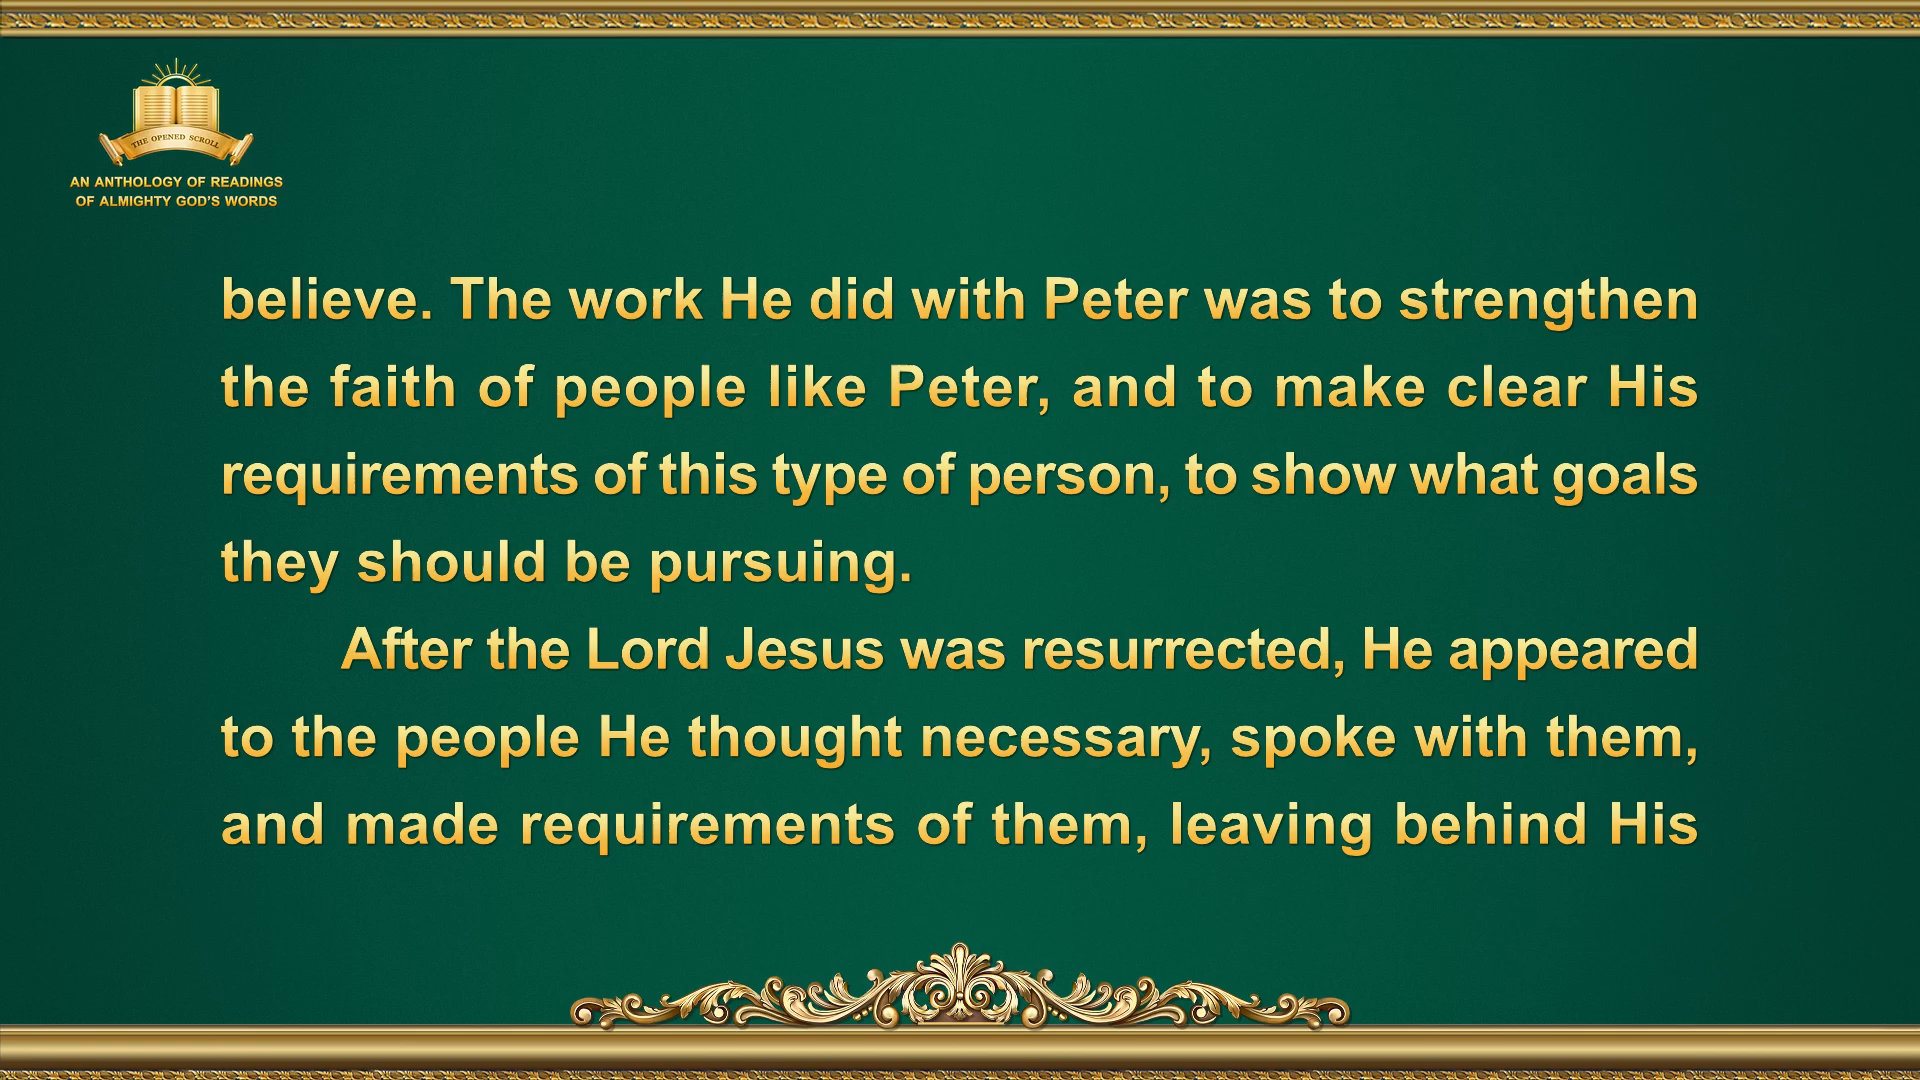 THE OPENED SCROLL
AN ANTHOLOGY OF READINGS
OF ALMIGHTY GOD'S WORDS
believe. The work He did with Peter was to strengthen
the faith of people like Peter, and to make clear His
requirements of this type of person, to show what goals
they should be pursuing.
After the Lord Jesus was resurrected, He appeared
to the people He thought necessary, spoke with them,
and made requirements of them, leaving behind His